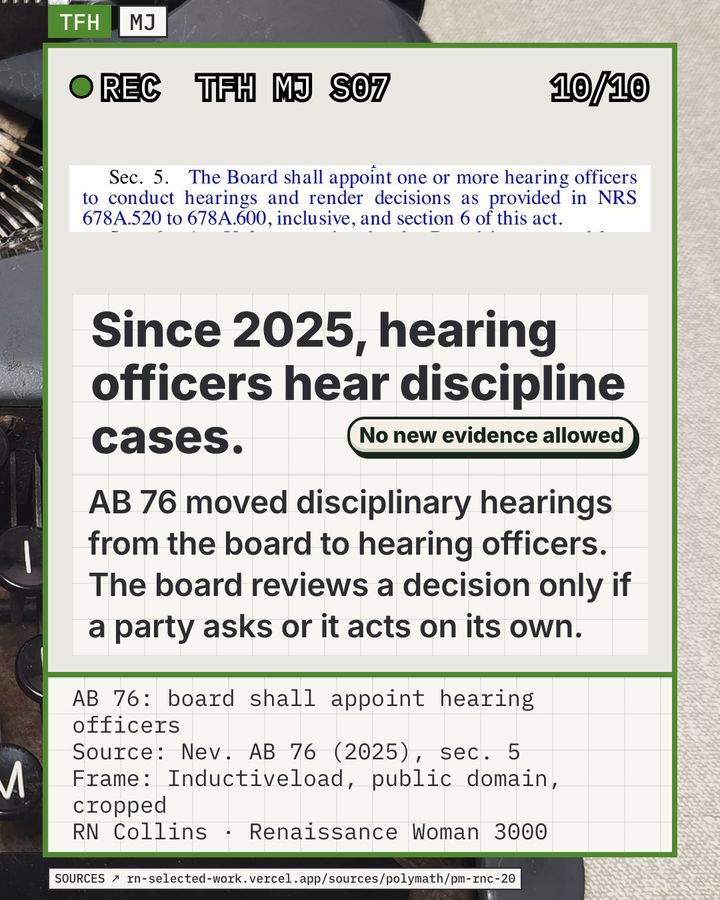 TFH MJ
REC TFH MJ S07 10/10
Sec. 5. The Board shall appoint one or more hearing officers
to conduct hearings and render decisions as provided in NRS
678A.520 to 678A.600, inclusive, and section 6 of this act.
Since 2025, hearing
officers hear discipline
cases.
No new evidence allowed
AB 76 moved disciplinary hearings
from the board to hearing officers.
The board reviews a decision only if
a party asks or it acts on its own.
AB 76: board shall appoint hearing
officers
Source: Nev. AB 76 (2025), sec. 5
Frame: Inductiveload, public domain,
cropped
RN Collins · Renaissance Woman 3000
SOURCES ↗ rn-selected-work.vercel.app/sources/polymath/pm-rnc-20
I
M